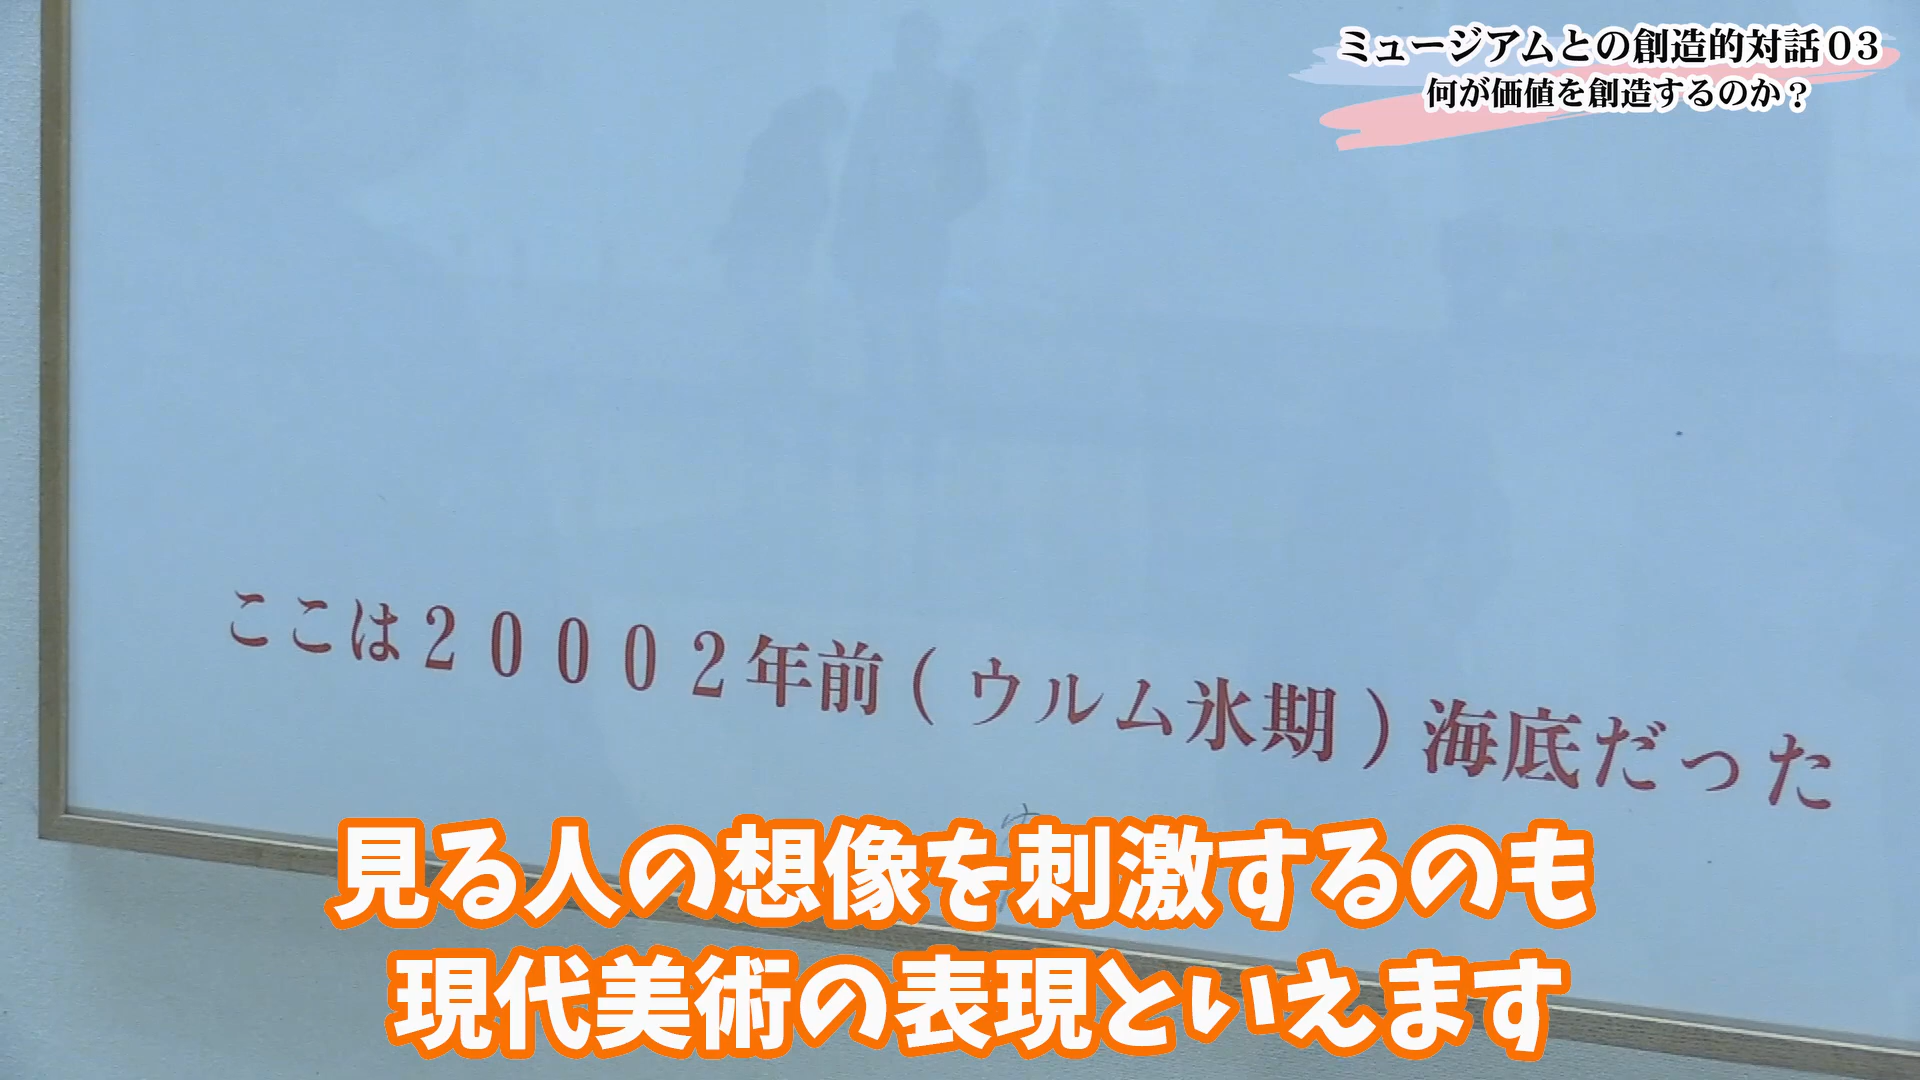 ミュージアムとの創造的対話03
何が価値を創造するのか？
ここは20002年前(ウルム氷期)海底だった
見る人の想像を刺激するのも
現代美術の表現といえます